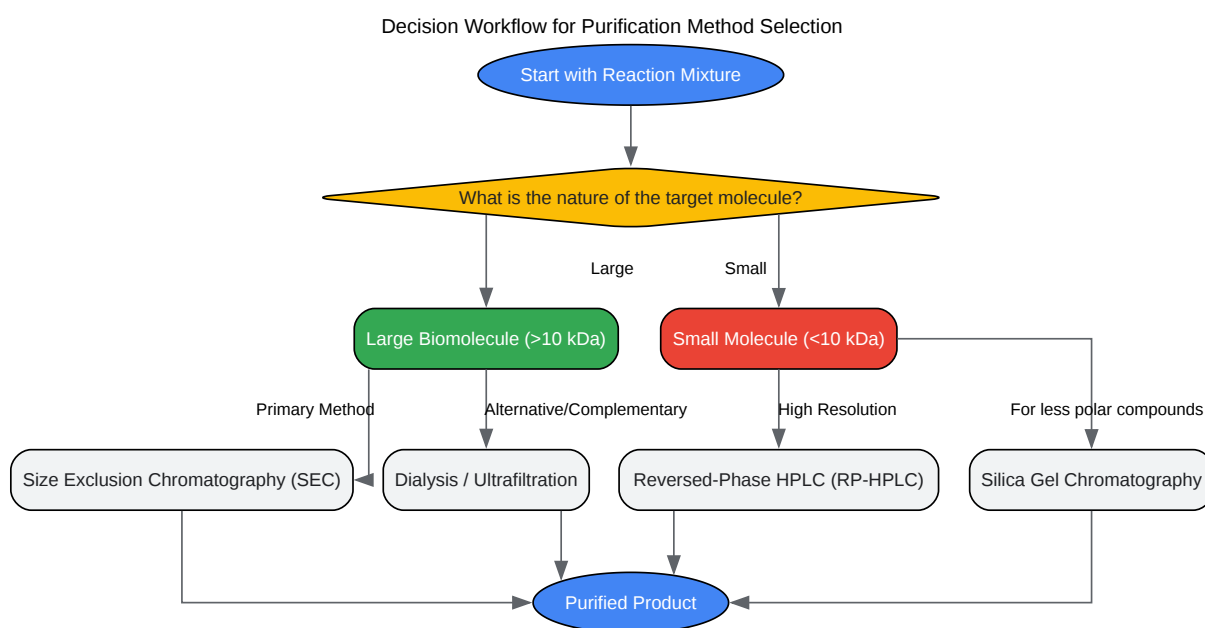 Decision Workflow for Purification Method Selection
Start with Reaction Mixture
What is the nature of the target molecule?
Large
Small
Large Biomolecule (>10 kDa)
Small Molecule (<10 kDa)
Primary Method
Alternative/Complementary
High Resolution
For less polar compounds
Size Exclusion Chromatography (SEC)
Dialysis / Ultrafiltration
Reversed-Phase HPLC (RP-HPLC)
Silica Gel Chromatography
Purified Product